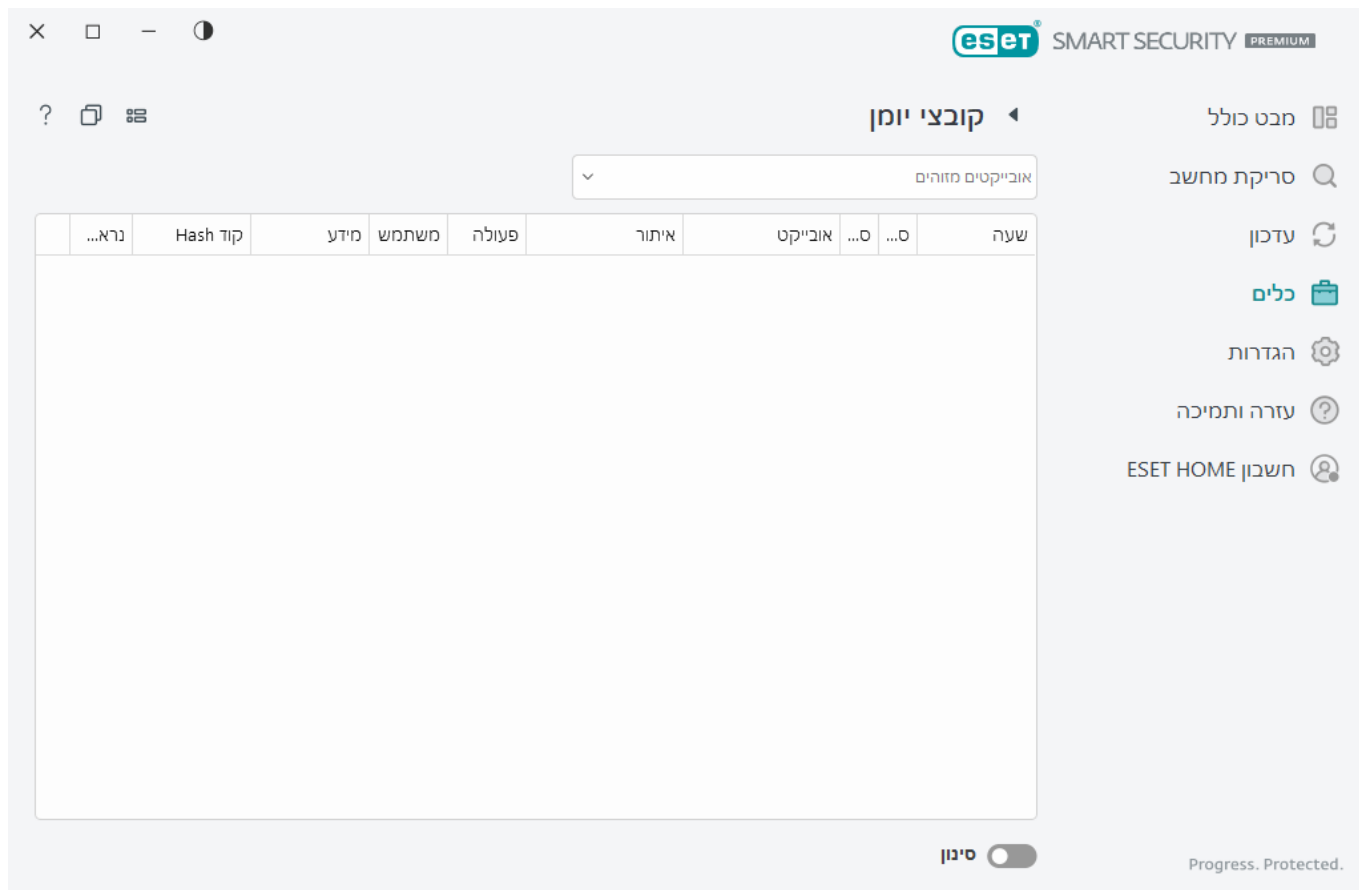 eset® SMART SECURITY PREMIUM
מבט כולל
סריקת מחשב
עדכון
כלים
הגדרות
עזרה ותמיכה
חשבון ESET HOME
קובצי יומן
?
אובייקטים מזוהים
שעה ס... ס... אובייקט איתור פעולה משתמש מידע קוד Hash נרא...
סינון
Progress. Protected.